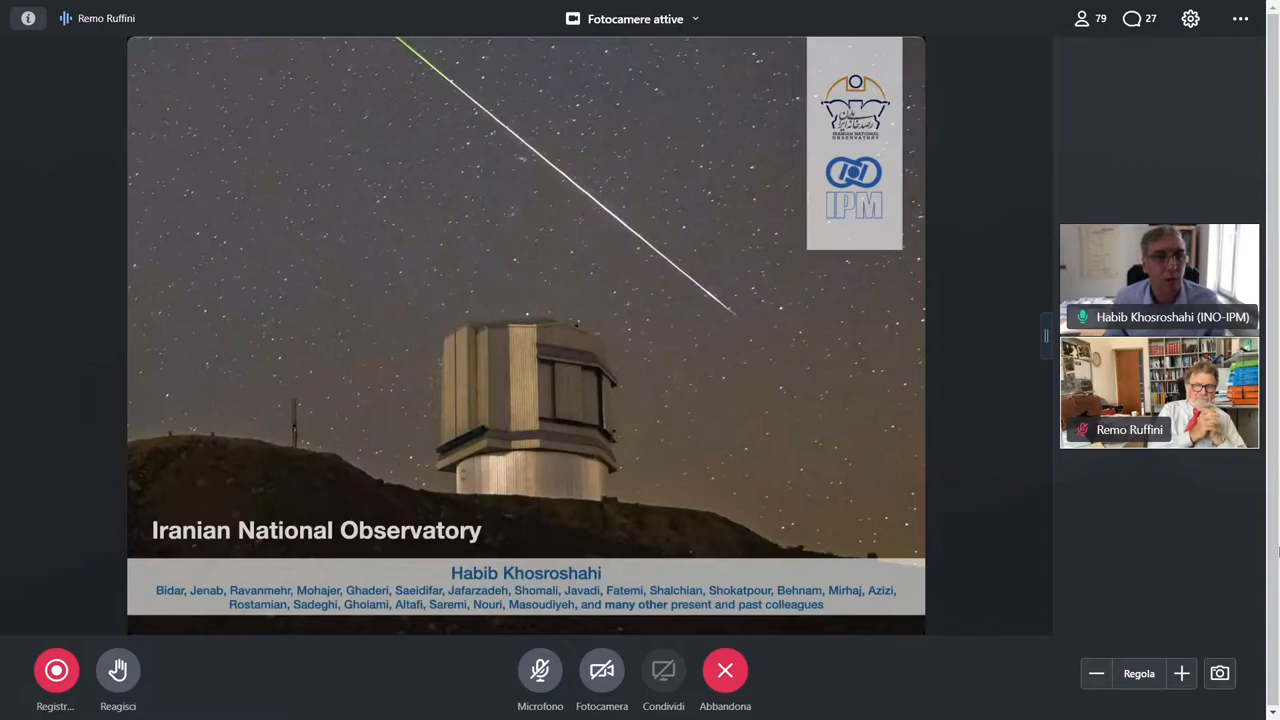 Remo Ruffini
Fotocamere attive
79
27
رصدخانه ایران
IRANIAN NATIONAL
OBSERVATORY
IPM
Habib Khosroshahi (INO-IPM)
Remo Ruffini
Iranian National Observatory
Habib Khosroshahi
Bidar, Jenab, Ravanmehr, Mohajer, Ghaderi, Saeidifar, Jafarzadeh, Shomali, Javadi, Fatemi, Shalchian, Shokatpour, Behnam, Mirhaj, Azizi,
Rostamian, Sadeghi, Gholami, Altafi, Saremi, Nouri, Masoudiyeh, and many other present and past colleagues
Registr...
Reagisci
Microfono
Fotocamera
Condividi
Abbandona
Regola